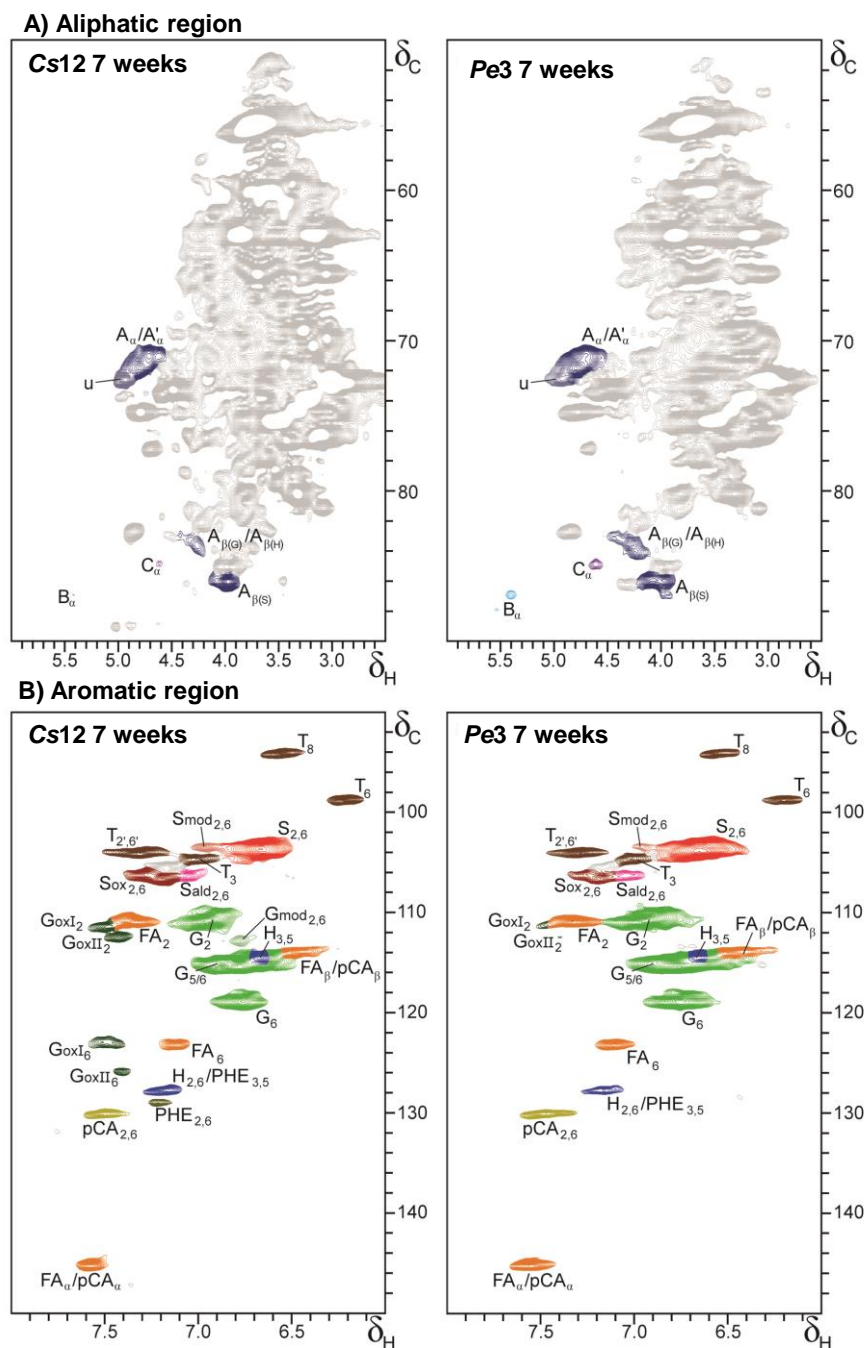 A) Aliphatic region
Cs12 7 weeks
δC
60
70
80
Aα/A'α
u
Aβ(G)/Aβ(H)
Cα
Aβ(S)
Bα
5.5 5.0 4.5 4.0 3.5 3.0
δH
Pe3 7 weeks
δC
60
70
80
Aα/A'α
u
Aβ(G)/Aβ(H)
Cα
Aβ(S)
Bα
5.5 5.0 4.5 4.0 3.5 3.0
δH
B) Aromatic region
Cs12 7 weeks
δC
100
110
120
130
140
T8
T6
Smod2,6
S2,6
T2',6'
T3
Sox2,6
Sald2,6
GoxI2
GoxII2
FA2
G2
Gmod2,6
H3,5
G5/6
FAβ/pCAβ
G6
GoxI6
FA6
GoxII6
H2,6/PHE3,5
PHE2,6
pCA2,6
FAα/pCAα
7.5 7.0 6.5
δH
Pe3 7 weeks
δC
100
110
120
130
140
T8
T6
Smod2,6
S2,6
T2',6'
T3
Sox2,6
Sald2,6
GoxI2
GoxII2
FA2
G2
H3,5
FAβ/pCAβ
G5/6
G6
FA6
H2,6/PHE3,5
pCA2,6
FAα/pCAα
7.5 7.0 6.5
δH